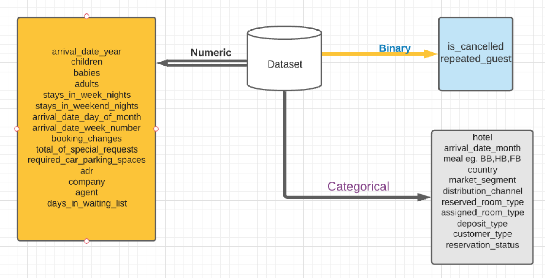 arrival_date_year
children
babies
adults
stays_in_week_nights
stays_in_weekend_nights
arrival_date_day_of_month
arrival_date_week_number
booking_changes
total_of_special_requests
required_car_parking_spaces
adr
company
agent
days_in_waiting_list
Numeric
Dataset
Binary
is_cancelled
repeated_guest
Categorical
hotel
arrival_date_month
meal eg. BB,HB,FB
country
market_segment
distribution_channel
reserved_room_type
assigned_room_type
deposit_type
customer_type
reservation_status